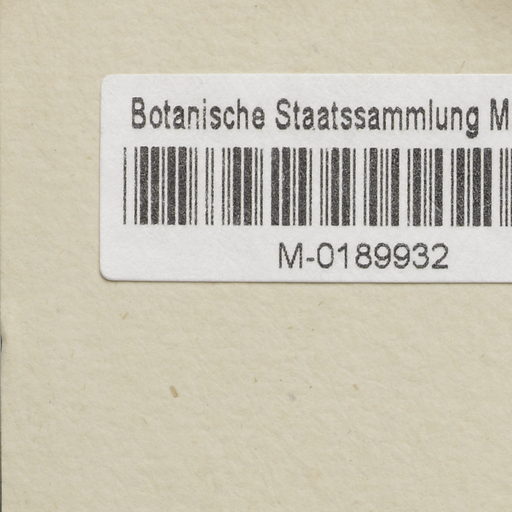 Botanische Staatssammlung M
M-0189932